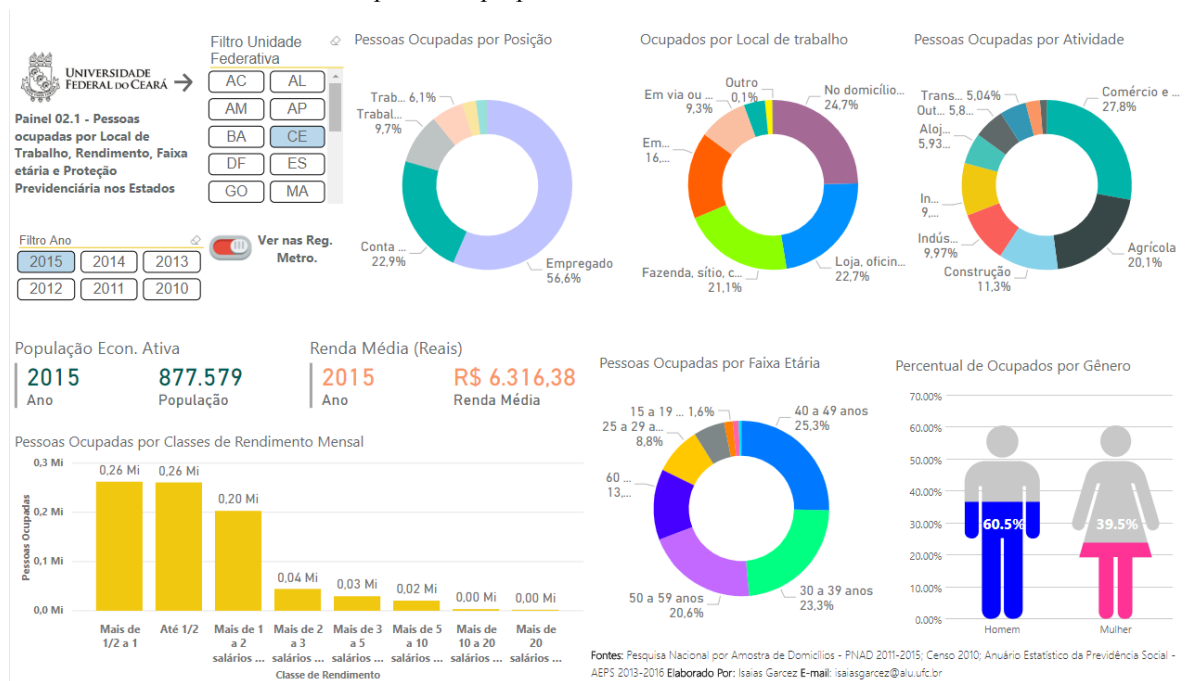 UNIVERSIDADE
FEDERAL DO CEARÁ
Painel 02.1 - Pessoas
ocupadas por Local de
Trabalho, Rendimento, Faixa
etária e Proteção
Previdenciária nos Estados
Filtro Unidade
Federativa
AC AL
AM AP
BA CE
DF ES
GO MA
Filtro Ano
2015 2014 2013
2012 2011 2010
Ver nas Reg.
Metro.
Pessoas Ocupadas por Posição
Trab... 6,1%
Trabal...
9,7%
Conta ...
22,9%
Empregado
56,6%
Ocupados por Local de trabalho
Outro
0,1%
Em via ou ...
9,3%
Em...
16,...
Fazenda, sítio, c...
21,1%
No domicílio...
24,7%
Loja, oficin...
22,7%
Pessoas Ocupadas por Atividade
Trans... 5,04%
Out... 5,8...
Aloj...
5,93...
In...
9,...
Indús...
9,97%
Construção
11,3%
Comércio e ...
27,8%
Agrícola
20,1%
População Econ. Ativa
2015 877.579
Ano População
Renda Média (Reais)
2015 R$ 6.316,38
Ano Renda Média
Pessoas Ocupadas por Classes de Rendimento Mensal
Pessoas Ocupadas
0,3 Mi
0,2 Mi
0,1 Mi
0,0 Mi
0,26 Mi 0,26 Mi 0,20 Mi 0,04 Mi 0,03 Mi 0,02 Mi 0,00 Mi 0,00 Mi
Mais de Até 1/2 Mais de 1 Mais de 2 Mais de 3 Mais de 5 Mais de Mais de
1/2 a 1 a 2 a 3 a 5 a 10 10 a 20 20
salários ... salários ... salários ... salários ... salários ... salários ...
Classe de Rendimento
Pessoas Ocupadas por Faixa Etária
15 a 19 ... 1,6%
25 a 29 a...
8,8%
60 ...
13,...
50 a 59 anos
20,6%
40 a 49 anos
25,3%
30 a 39 anos
23,3%
Percentual de Ocupados por Gênero
70.00%
60.00%
50.00%
40.00%
30.00%
20.00%
10.00%
0.00%
60.5% 39.5%
Homem Mulher
Fontes: Pesquisa Nacional por Amostra de Domicílios - PNAD 2011-2015; Censo 2010; Anuário Estatístico da Previdência Social -
AEPS 2013-2016 Elaborado Por: Isaias Garcez E-mail: isaiasgarcez@alu.ufc.br